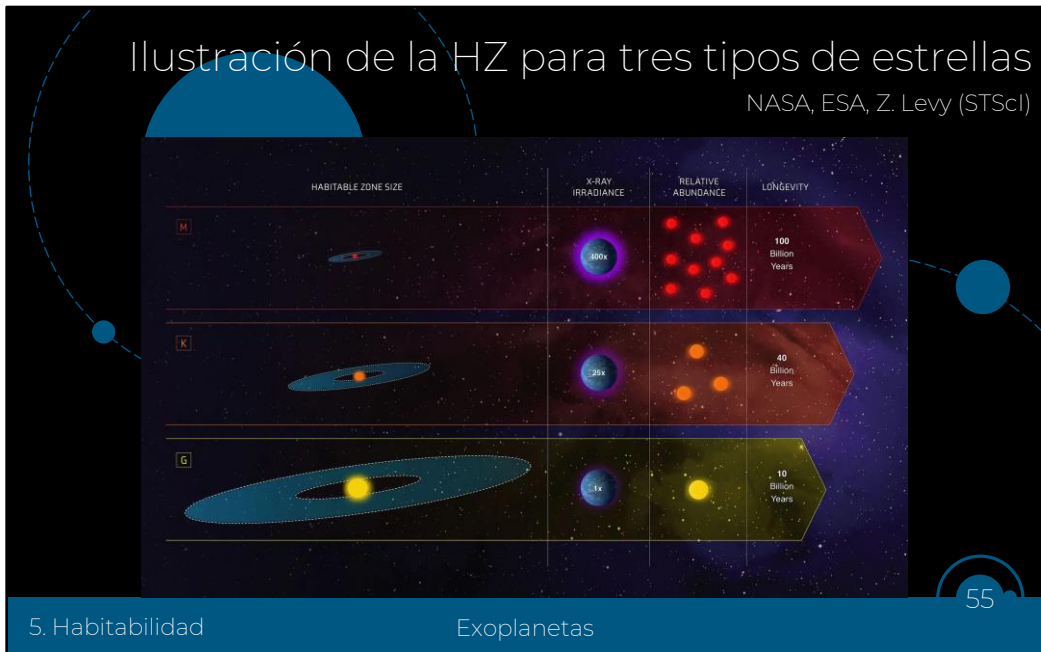 Ilustración de la HZ para tres tipos de estrellas
NASA, ESA, Z. Levy (STScI)
HABITABLE ZONE SIZE
X-RAY
IRRADIANCE
RELATIVE
ABUNDANCE
LONGEVITY
M
400x
100
Billion
Years
K
25x
40
Billion
Years
G
1x
10
Billion
Years
55
5. Habitabilidad
Exoplanetas